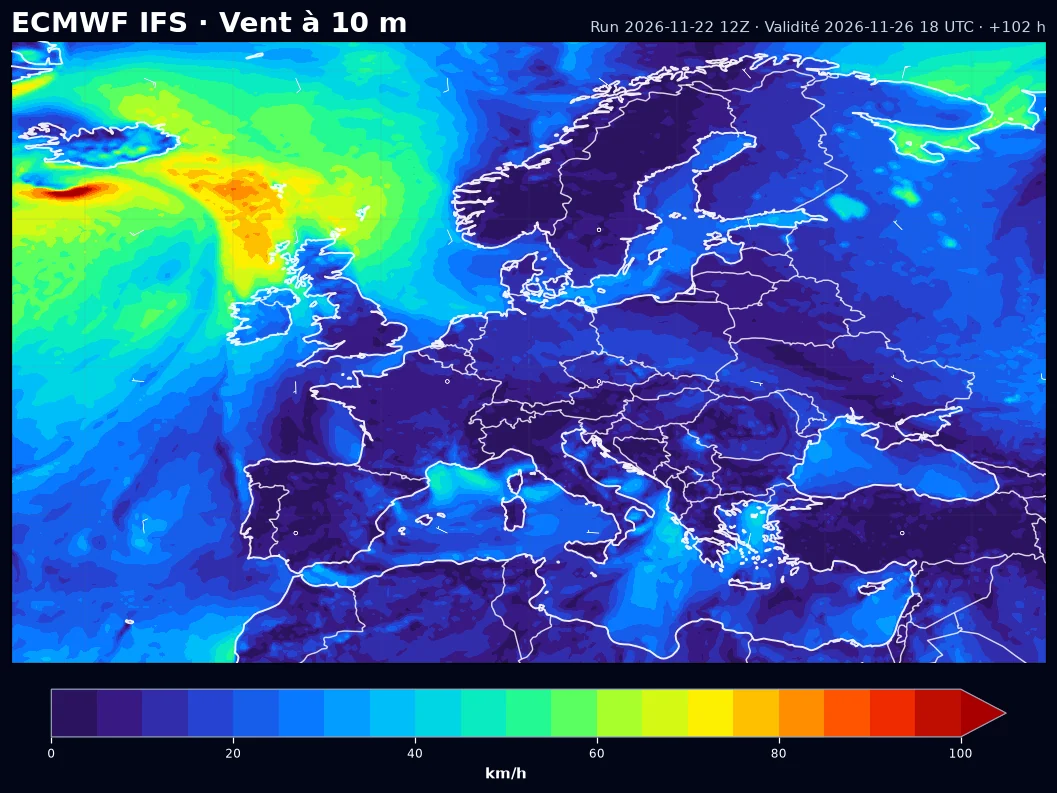 ECMWF IFS · Vent à 10 m
Run 2026-11-22 12Z · Validité 2026-11-26 18 UTC · +102 h
0 20 40 60 80 100
km/h